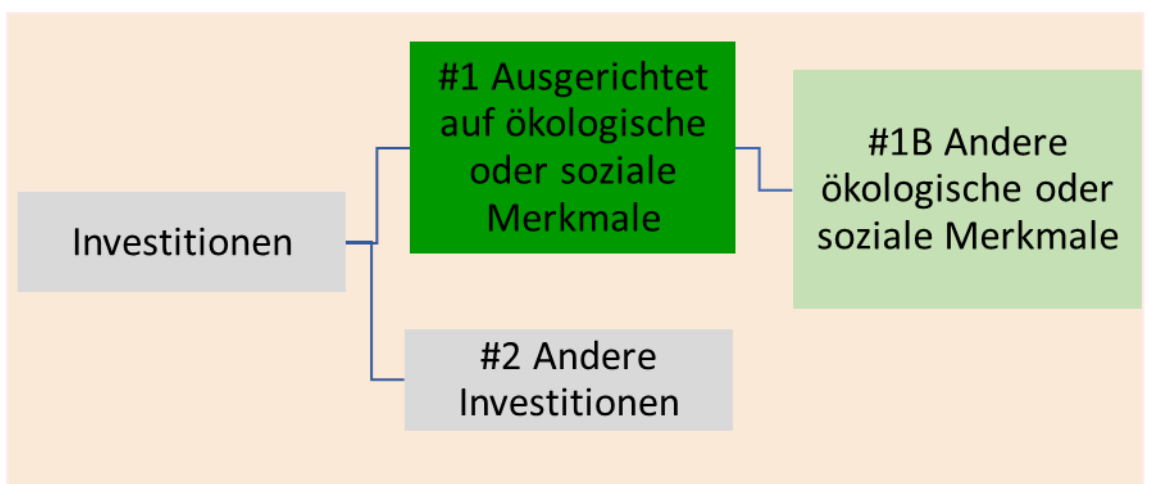 Investitionen
#1 Ausgerichtet
auf ökologische
oder soziale
Merkmale
#1B Andere
ökologische oder
soziale Merkmale
#2 Andere
Investitionen